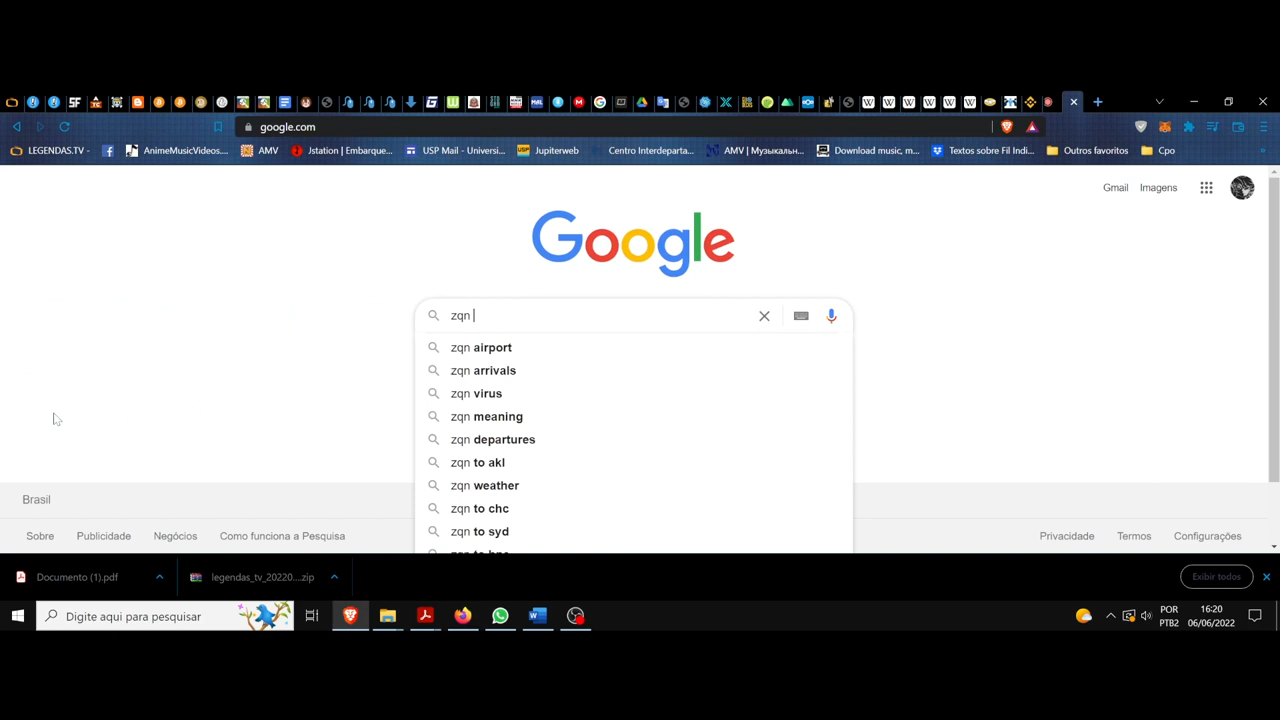 google.com
LEGENDAS.TV -
AnimeMusicVideos...
AMV
Jstation | Embarque...
USP Mail - Universi...
Jupiterweb
Centro Interdeparta...
AMV | Музыкальн...
Download music, m...
Textos sobre Fil Indi...
Outros favoritos
Cpo
Gmail
Imagens
Google
zqn
zqn airport
zqn arrivals
zqn virus
zqn meaning
zqn departures
zqn to akl
zqn weather
zqn to chc
zqn to syd
Brasil
Sobre
Publicidade
Negócios
Como funciona a Pesquisa
Privacidade
Termos
Configurações
Documento (1).pdf
legendas_tv_20220....zip
Exibir todos
Digite aqui para pesquisar
POR
PTB2
16:20
06/06/2022